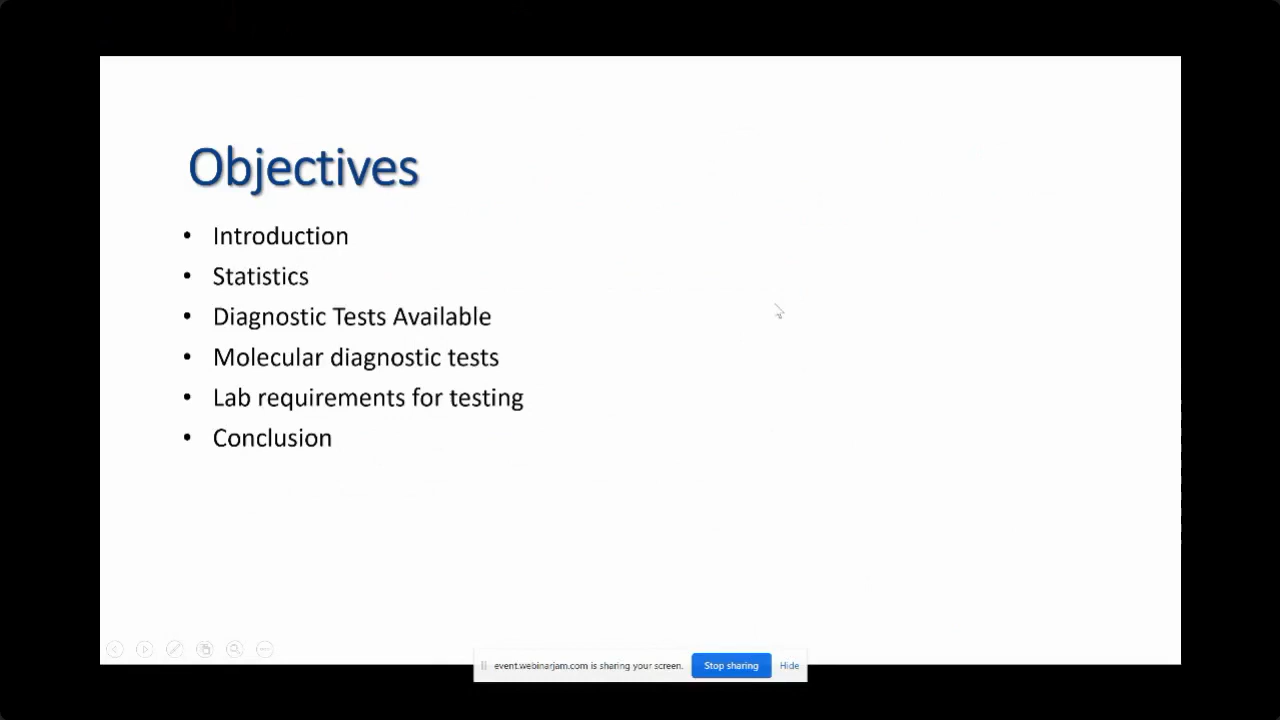 Objectives
• Introduction
• Statistics
• Diagnostic Tests Available
• Molecular diagnostic tests
• Lab requirements for testing
• Conclusion
event.webinarjam.com is sharing your screen. Stop sharing Hide